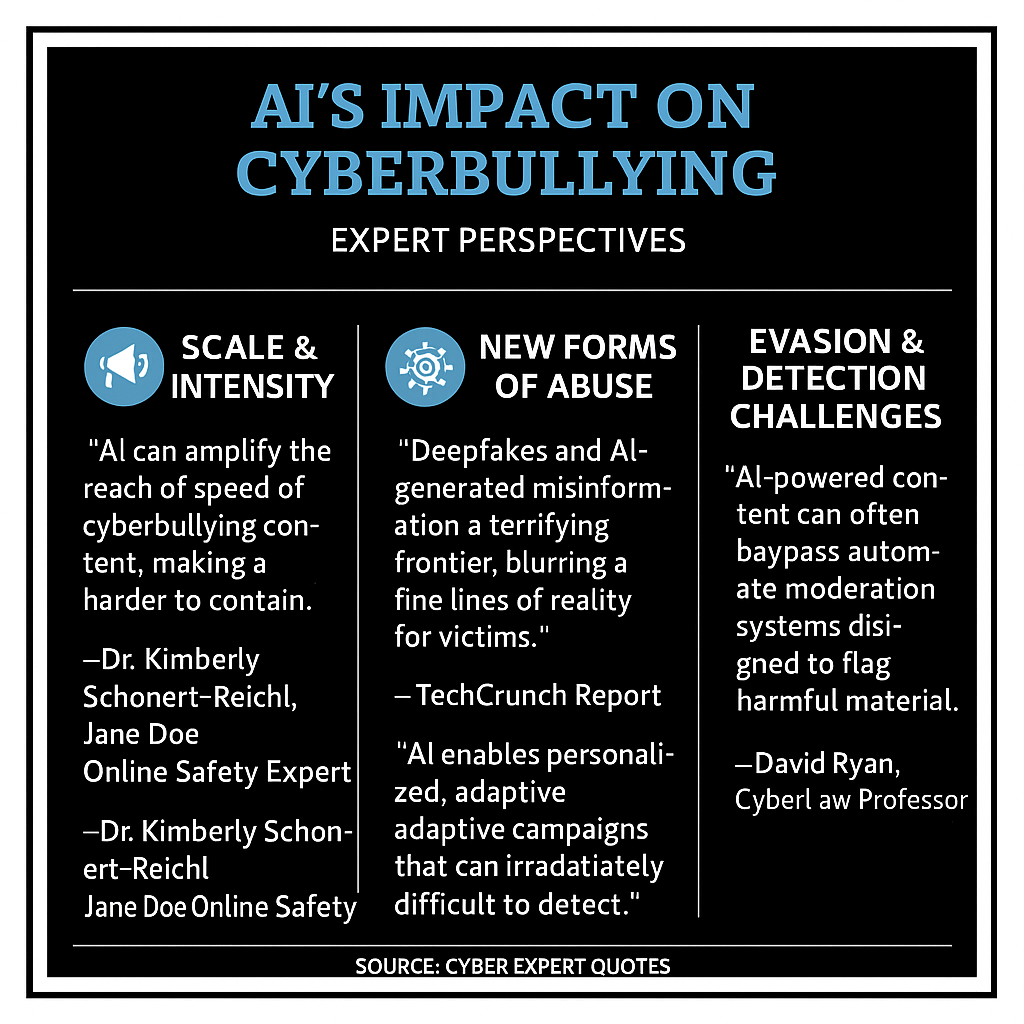 AI'S IMPACT ON
CYBERBULLYING
EXPERT PERSPECTIVES
SCALE &
INTENSITY
"AI can amplify the
reach of speed of
cyberbullying con-
tent, making a
harder to contain.
–Dr. Kimberly
Schonert-Reichl,
Jane Doe
Online Safety Expert
–Dr. Kimberly Schon-
ert-Reichl
Jane Doe Online Safety
NEW FORMS
OF ABUSE
"Deepfakes and AI-
generated misinform-
ation a terrifying
frontier, blurring a
fine lines of reality
for victims."
– TechCrunch Report
"AI enables personali-
zed, adaptive
adaptive campaigns
that can irradatiately
difficult to detect."
EVASION &
DETECTION
CHALLENGES
"AI-powered con-
tent can often
baypass autom-
ate moderation
systems disi-
gned to flag
harmful material.
–David Ryan,
Cyberl aw Professor
SOURCE: CYBER EXPERT QUOTES